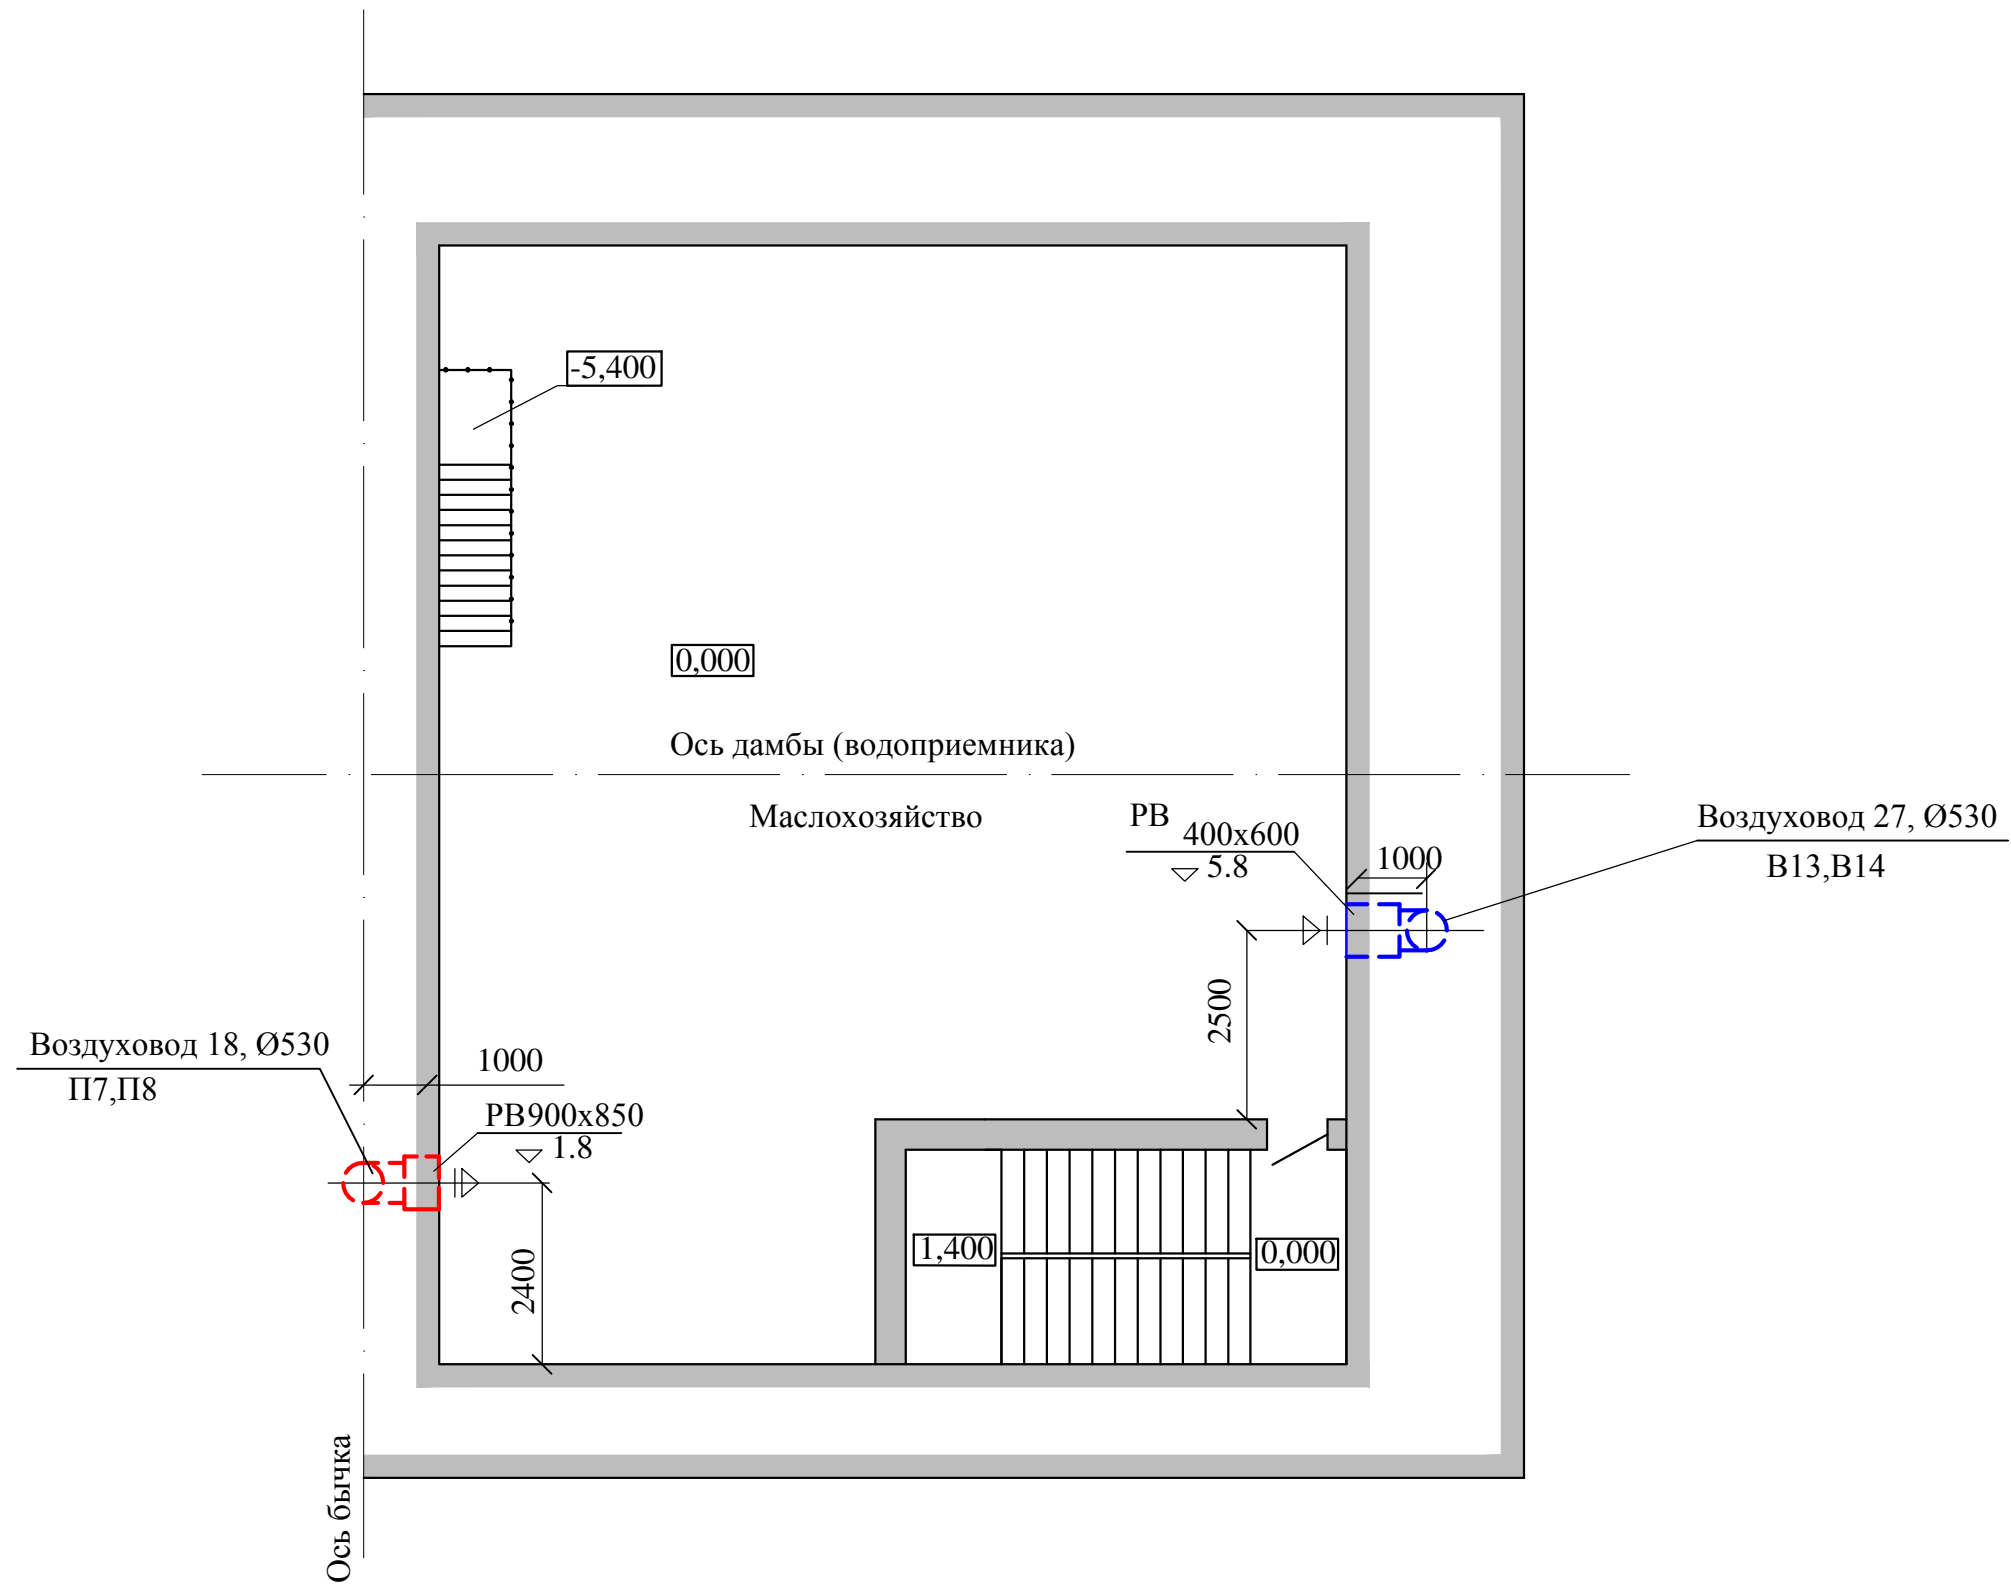 -5,400
0,000
Ось дамбы (водоприемника)
Маслохозяйство
РВ 400х600
5.8
1000
Воздуховод 27, Ø530
В13,В14
2500
Воздуховод 18, Ø530
П7,П8
1000
РВ900х850
1.8
2400
1,400
0,000
Ось бычка